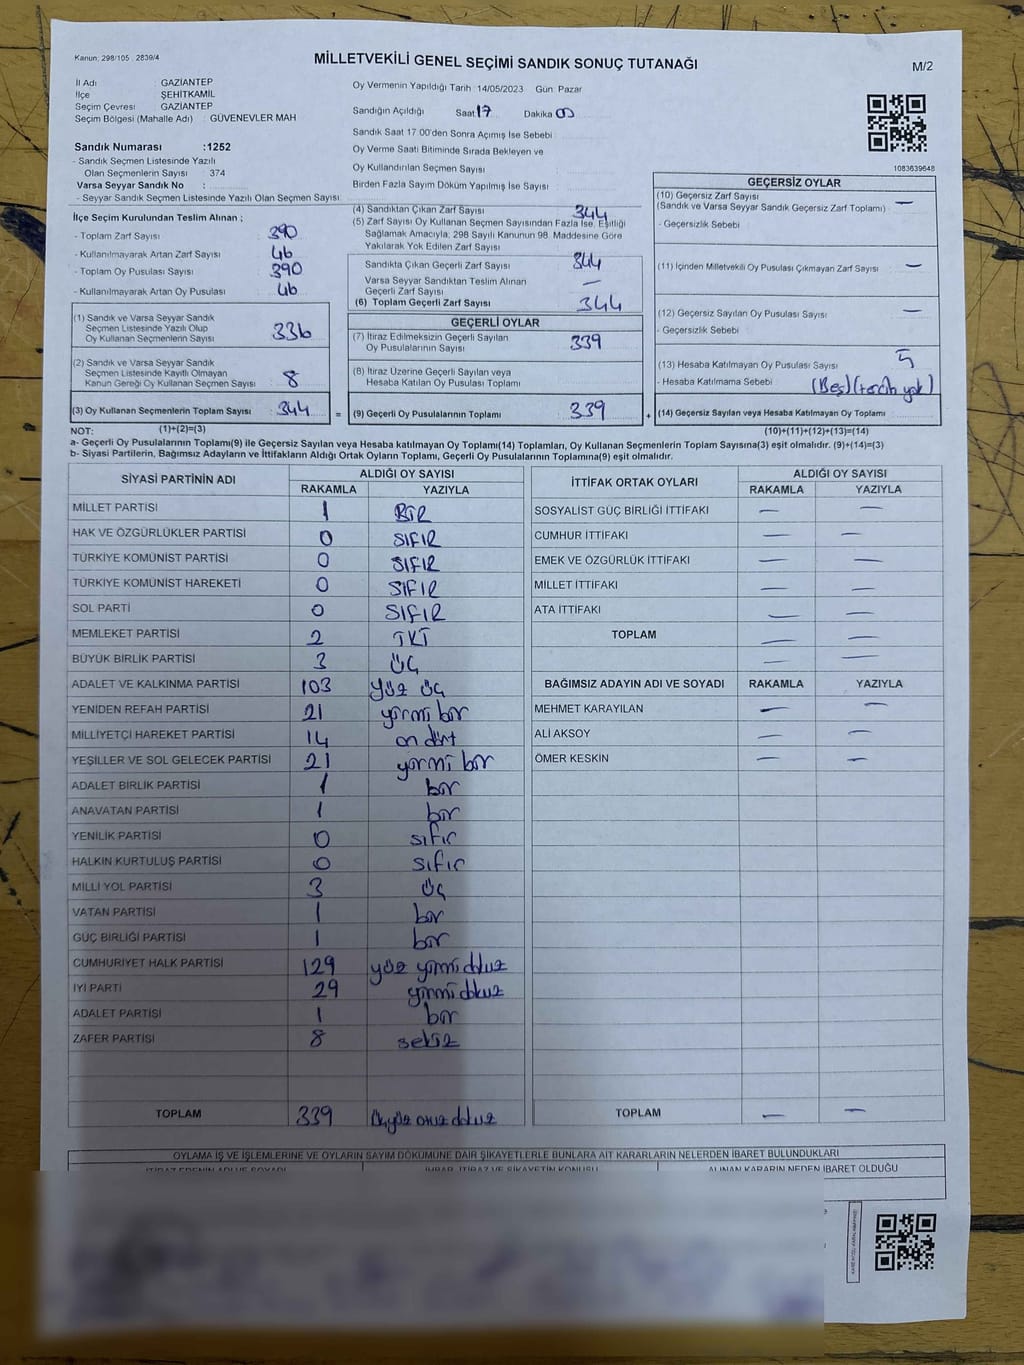 Kanun: 298/105 . 2839/4
MİLLETVEKİLİ GENEL SEÇİMİ SANDIK SONUÇ TUTANAĞI
M/2
İl Adı : GAZİANTEP
İlçe : ŞEHİTKAMİL
Seçim Çevresi : GAZİANTEP
Seçim Bölgesi (Mahalle Adı) : GÜVENEVLER MAH
Sandık Numarası :1252
- Sandık Seçmen Listesinde Yazılı
Olan Seçmenlerin Sayısı : 374
Varsa Seyyar Sandık No :
- Seyyar Sandık Seçmen Listesinde Yazılı Olan Seçmen Sayısı
Oy Vermenin Yapıldığı Tarih : 14/05/2023 Gün: Pazar
Sandığın Açıldığı Saat 17 Dakika 00
Sandık Saat 17.00'den Sonra Açımış İse Sebebi :
Oy Verme Saati Bitiminde Sırada Bekleyen ve
Oy Kullandırılan Seçmen Sayısı
Birden Fazla Sayım Döküm Yapılmış İse Sayısı
1083639648
İlçe Seçim Kurulundan Teslim Alınan ;
- Toplam Zarf Sayısı : 390
- Kullanılmayarak Artan Zarf Sayısı : 46
- Toplam Oy Pusulası Sayısı : 390
- Kullanılmayarak Artan Oy Pusulası : 46
(1) Sandık ve Varsa Seyyar Sandık
Seçmen Listesinde Yazılı Olup
Oy Kullanan Seçmenlerin Sayısı : 336
(2) Sandık ve Varsa Seyyar Sandık
Seçmen Listesinde Kayıtlı Olmayan
Kanun Gereği Oy Kullanan Seçmen Sayısı : 8
(3) Oy Kullanan Seçmenlerin Toplam Sayısı : 344
(4) Sandıktan Çıkan Zarf Sayısı 344
(5) Zarf Sayısı Oy Kullanan Seçmen Sayısından Fazla İse, Eşitliği
Sağlamak Amacıyla, 298 Sayılı Kanunun 98. Maddesine Göre
Yakılarak Yok Edilen Zarf Sayısı
Sandıkta Çıkan Geçerli Zarf Sayısı 344
Varsa Seyyar Sandıktan Teslim Alınan
Geçerli Zarf Sayısı —
(6) Toplam Geçerli Zarf Sayısı 344
GEÇERLİ OYLAR
(7) İtiraz Edilmeksizin Geçerli Sayılan
Oy Pusulalarının Sayısı 339
(8) İtiraz Üzerine Geçerli Sayılan veya
Hesaba Katılan Oy Pusulası Toplamı
= (9) Geçerli Oy Pusulalarının Toplamı : 339
GEÇERSİZ OYLAR
(10) Geçersiz Zarf Sayısı
(Sandık ve Varsa Seyyar Sandık Geçersiz Zarf Toplamı) : —
- Geçersizlik Sebebi
(11) İçinden Milletvekili Oy Pusulası Çıkmayan Zarf Sayısı : —
(12) Geçersiz Sayılan Oy Pusulası Sayısı : —
- Geçersizlik Sebebi
(13) Hesaba Katılmayan Oy Pusulası Sayısı : 5
- Hesaba Katılmama Sebebi : (Beş) (tercih yok)
+ (14) Geçersiz Sayılan veya Hesaba Katılmayan Oy Toplamı
NOT: (1)+(2)=(3)
(10)+(11)+(12)+(13)=(14)
a- Geçerli Oy Pusulalarının Toplamı(9) ile Geçersiz Sayılan veya Hesaba katılmayan Oy Toplamı(14) Toplamları, Oy Kullanan Seçmenlerin Toplam Sayısına(3) eşit olmalıdır. (9)+(14)=(3)
b- Siyasi Partilerin, Bağımsız Adayların ve İttifakların Aldığı Ortak Oyların Toplamı, Geçerli Oy Pusulalarının Toplamına(9) eşit olmalıdır.
SİYASİ PARTİNİN ADI ALDIĞI OY SAYISI
RAKAMLA YAZIYLA
MİLLET PARTİSİ 1 BİR
HAK VE ÖZGÜRLÜKLER PARTİSİ 0 SIFIR
TÜRKİYE KOMÜNİST PARTİSİ 0 SIFIR
TÜRKİYE KOMÜNİST HAREKETİ 0 SIFIR
SOL PARTİ 0 SIFIR
MEMLEKET PARTİSİ 2 İKİ
BÜYÜK BİRLİK PARTİSİ 3 ÜÇ
ADALET VE KALKINMA PARTİSİ 103 yüz üç
YENİDEN REFAH PARTİSİ 21 yirmi bir
MİLLİYETÇİ HAREKET PARTİSİ 14 on dört
YEŞİLLER VE SOL GELECEK PARTİSİ 21 yirmi bir
ADALET BİRLİK PARTİSİ 1 bir
ANAVATAN PARTİSİ 1 bir
YENİLİK PARTİSİ 0 sıfır
HALKIN KURTULUŞ PARTİSİ 0 sıfır
MİLLİ YOL PARTİSİ 3 üç
VATAN PARTİSİ 1 bir
GÜÇ BİRLİĞİ PARTİSİ 1 bir
CUMHURİYET HALK PARTİSİ 129 yüz yirmi dokuz
İYİ PARTİ 29 yirmi dokuz
ADALET PARTİSİ 1 bir
ZAFER PARTİSİ 8 sekiz
TOPLAM 339 üçyüz otuz dokuz
İTTİFAK ORTAK OYLARI ALDIĞI OY SAYISI
RAKAMLA YAZIYLA
SOSYALİST GÜÇ BİRLİĞİ İTTİFAKI — —
CUMHUR İTTİFAKI — —
EMEK VE ÖZGÜRLÜK İTTİFAKI — —
MİLLET İTTİFAKI — —
ATA İTTİFAKI — —
TOPLAM — —
— —
BAĞIMSIZ ADAYIN ADI VE SOYADI RAKAMLA YAZIYLA
MEHMET KARAYILAN — —
ALİ AKSOY — —
ÖMER KESKİN — —
TOPLAM — —
OYLAMA İŞ VE İŞLEMLERİNE VE OYLARIN SAYIM DÖKÜMÜNE DAİR ŞİKAYETLERLE BUNLARA AİT KARARLARIN NELERDEN İBARET BULUNDUKLARI
İTİRAZ EDENİN ADI VE SOYADI İHBAR, İTİRAZ VE ŞİKAYETİN KONUSU ALINAN KARARIN NEDEN İBARET OLDUĞU